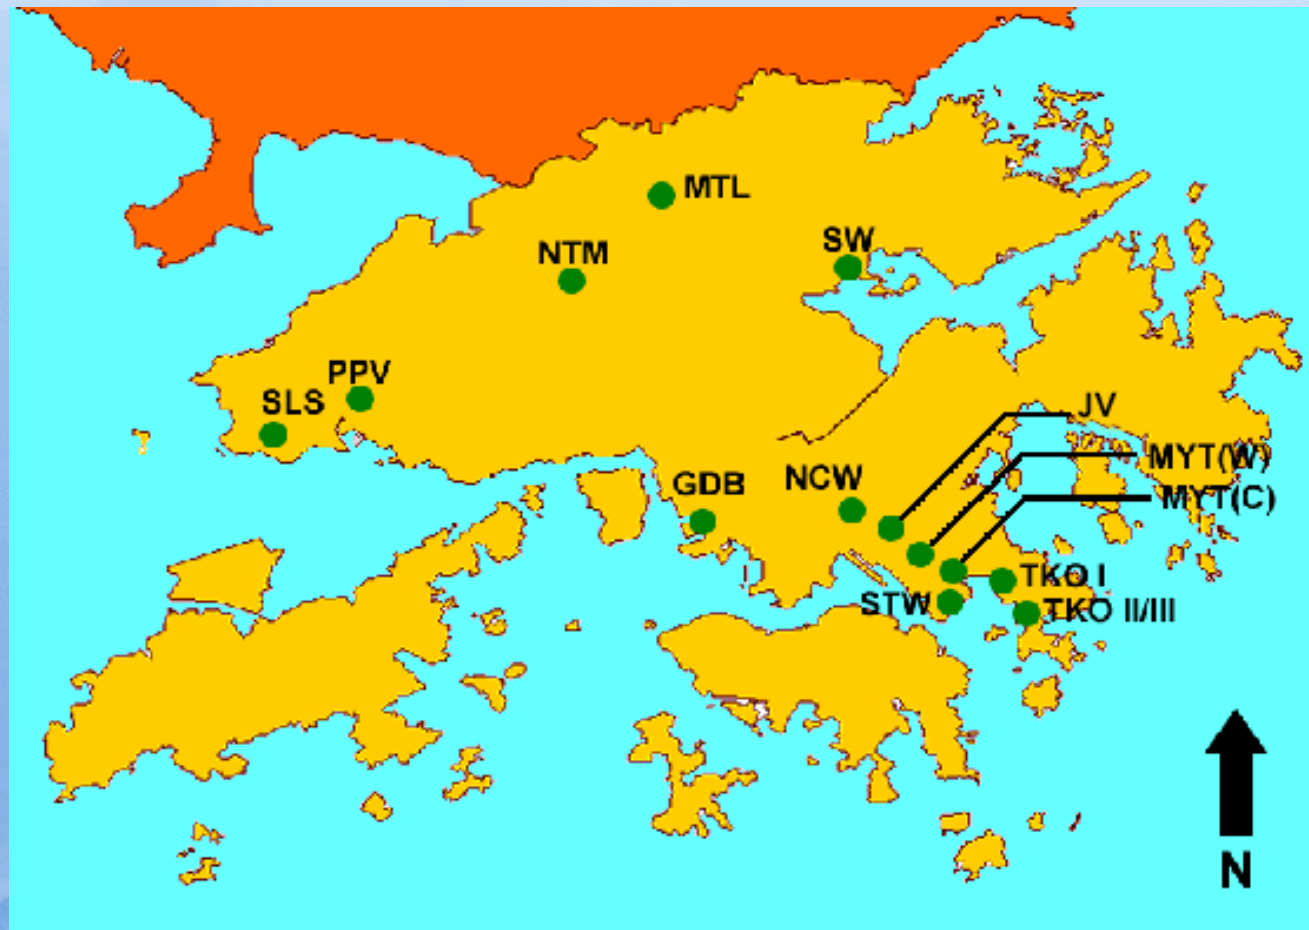 MTL
SW
NTM
PPV
SLS
JV
MYT(W)
GDB
NCW
MYT(C)
TKO I
STW
TKO II/III
N